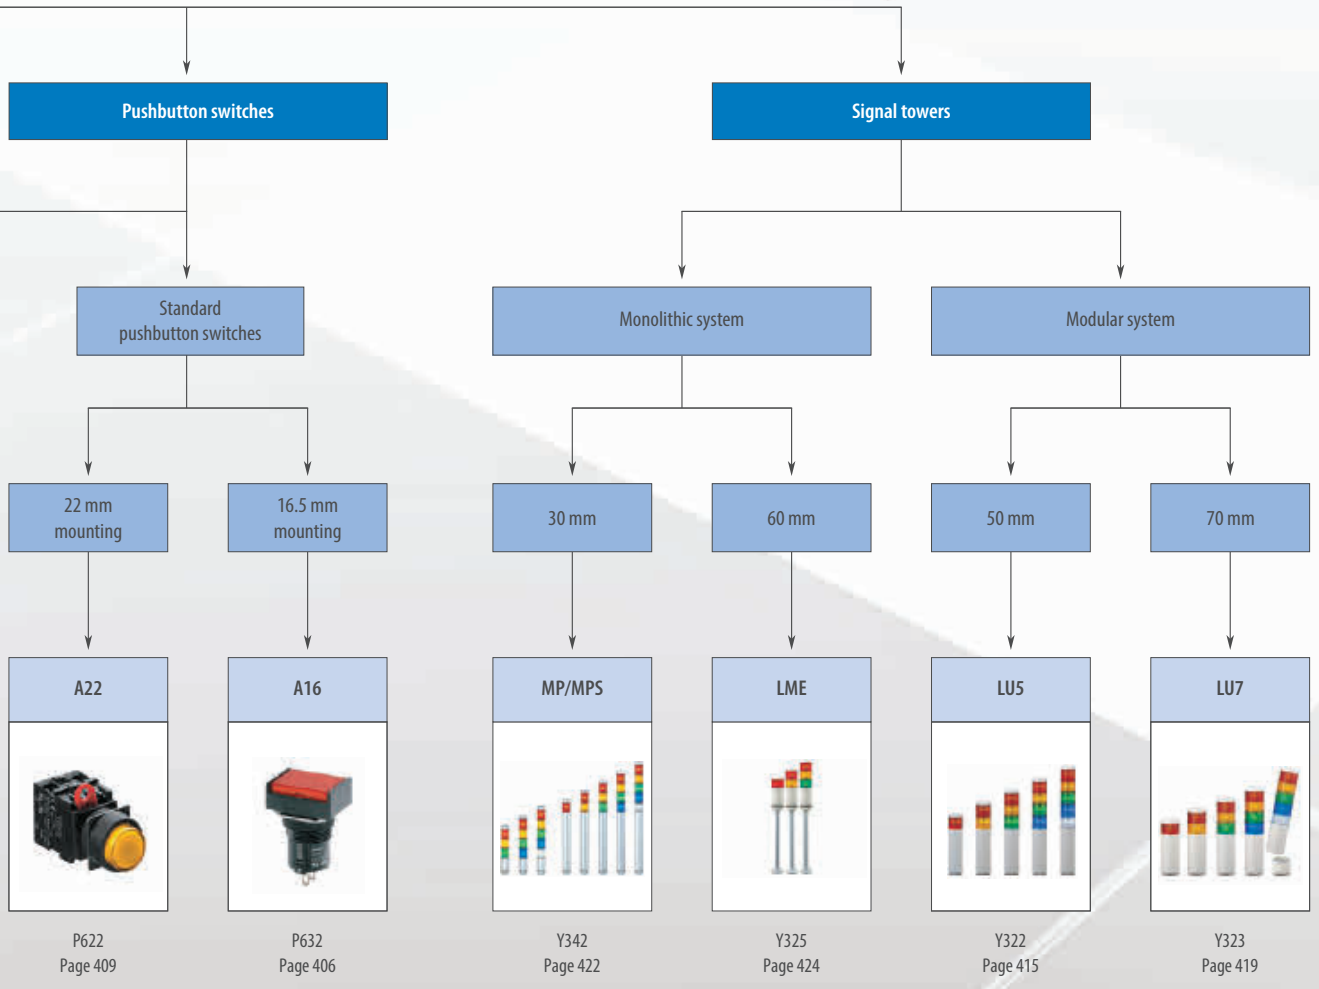 Pushbutton switches
Signal towers
Standard
pushbutton switches
Monolithic system
Modular system
22 mm
mounting
16.5 mm
mounting
30 mm
60 mm
50 mm
70 mm
A22
A16
MP/MPS
LME
LU5
LU7
P622
Page 409
P632
Page 406
Y342
Page 422
Y325
Page 424
Y322
Page 415
Y323
Page 419